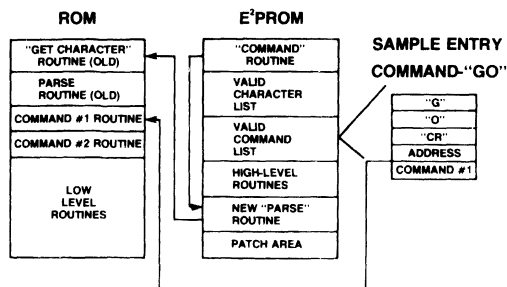 ROM
"GET CHARACTER"
ROUTINE (OLD)
PARSE
ROUTINE (OLD)
COMMAND #1 ROUTINE
COMMAND #2 ROUTINE
LOW
LEVEL
ROUTINES
E²PROM
"COMMAND"
ROUTINE
VALID
CHARACTER
LIST
VALID
COMMAND
LIST
HIGH-LEVEL
ROUTINES
NEW "PARSE"
ROUTINE
PATCH AREA
SAMPLE ENTRY
COMMAND-"GO"
"G"
"O"
"CR"
ADDRESS
COMMAND #1